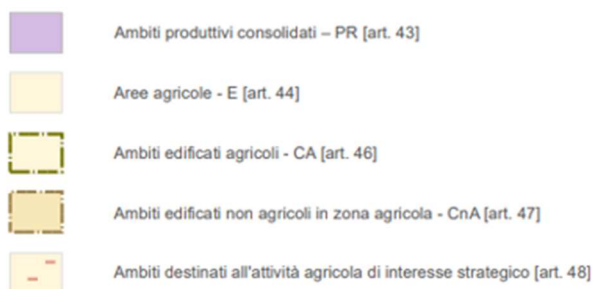 Ambiti produttivi consolidati – PR [art. 43]
Aree agricole - E [art. 44]
Ambiti edificati agricoli - CA [art. 46]
Ambiti edificati non agricoli in zona agricola - CnA [art. 47]
Ambiti destinati all'attività agricola di interesse strategico [art. 48]